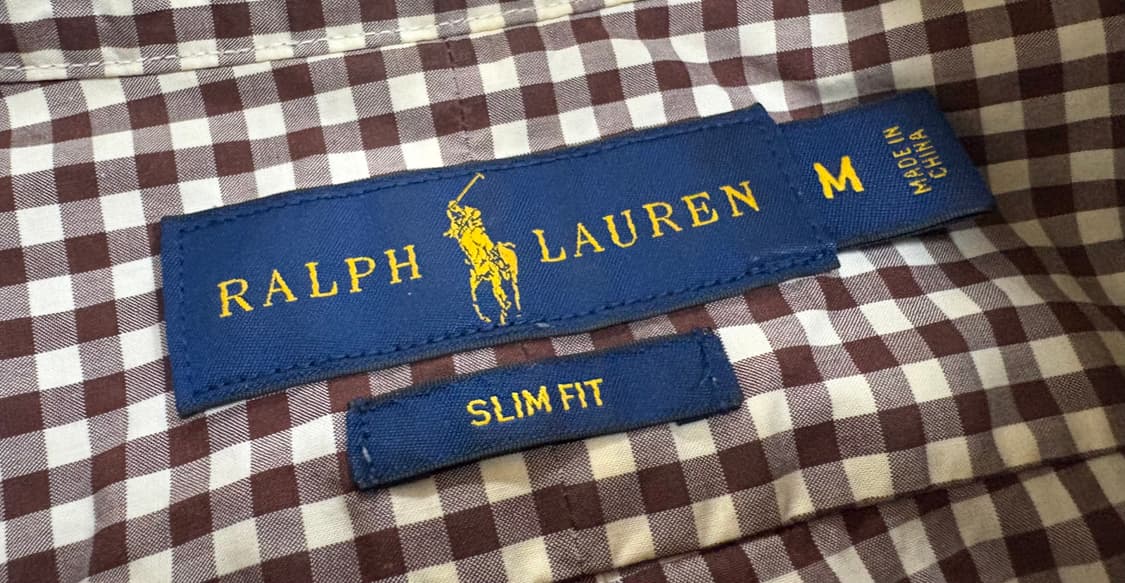 RALPH LAUREN
M
MADE IN
CHINA
SLIM FIT